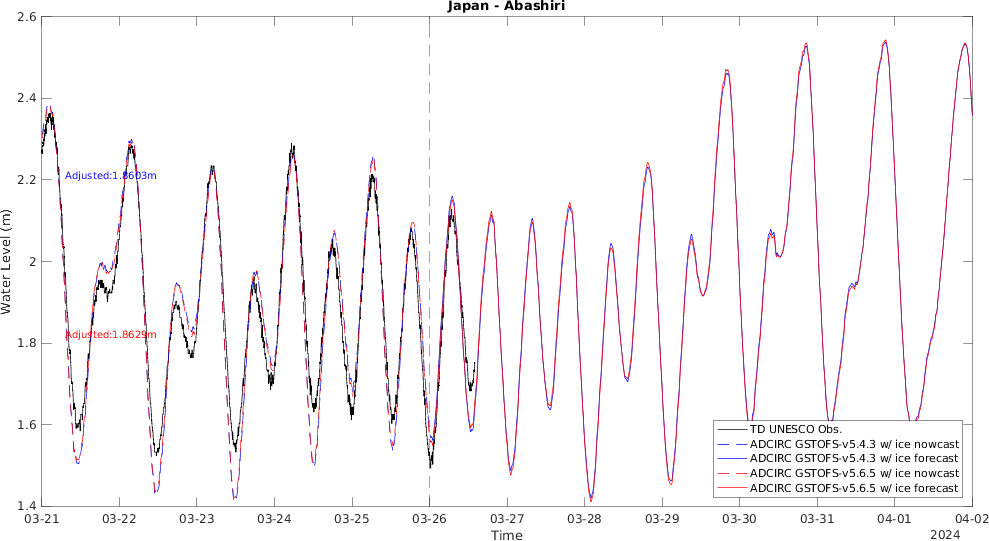 Japan - Abashiri
2.6
2.4
2.2
2
1.8
1.6
1.4
Water Level (m)
Adjusted:1.8603m
Adjusted:1.8629m
TD UNESCO Obs.
ADCIRC GSTOFS-v5.4.3 w/ ice nowcast
ADCIRC GSTOFS-v5.4.3 w/ ice forecast
ADCIRC GSTOFS-v5.6.5 w/ ice nowcast
ADCIRC GSTOFS-v5.6.5 w/ ice forecast
03-21 03-22 03-23 03-24 03-25 03-26 03-27 03-28 03-29 03-30 03-31 04-01 04-02
Time
2024